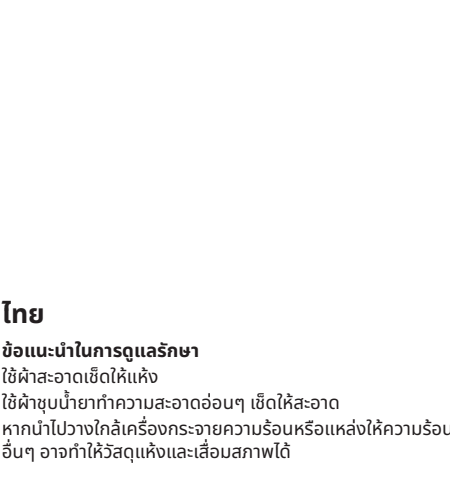 ไทย
ข้อแนะนำในการดูแลรักษา
ใช้ผ้าสะอาดเช็ดให้แห้ง
ใช้ผ้าชุบน้ำยาทำความสะอาดอ่อนๆ เช็ดให้สะอาด
หากนำไปวางใกล้เครื่องกระจายความร้อนหรือแหล่งให้ความร้อน
อื่นๆ อาจทำให้วัสดุแห้งและเสื่อมสภาพได้